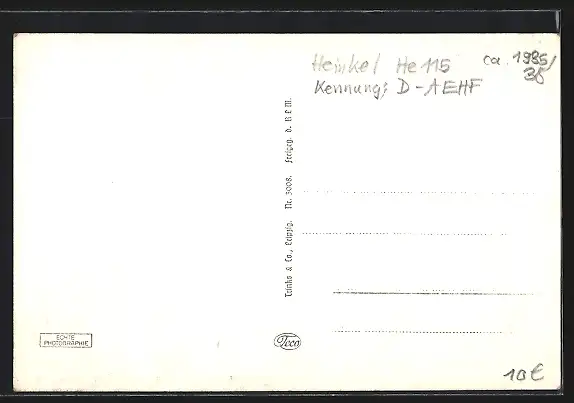 Heinkel He 115 ca. 1935/36
Kennung: D-AEHF
Trinks & Co., Leipzig. Nr. 3008. Freigeg. d. R L M.
ECHTE
PHOTOGRAPHIE
Trco
10€